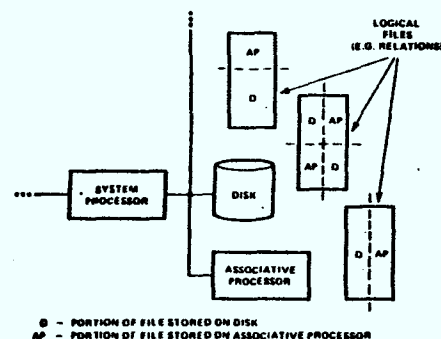 LOGICAL
FILES
(E.G. RELATIONS)
AP
D
D AP
AP D
SYSTEM
PROCESSOR
DISK
D AP
ASSOCIATIVE
PROCESSOR
D - PORTION OF FILE STORED ON DISK
AP - PORTION OF FILE STORED ON ASSOCIATIVE PROCESSOR